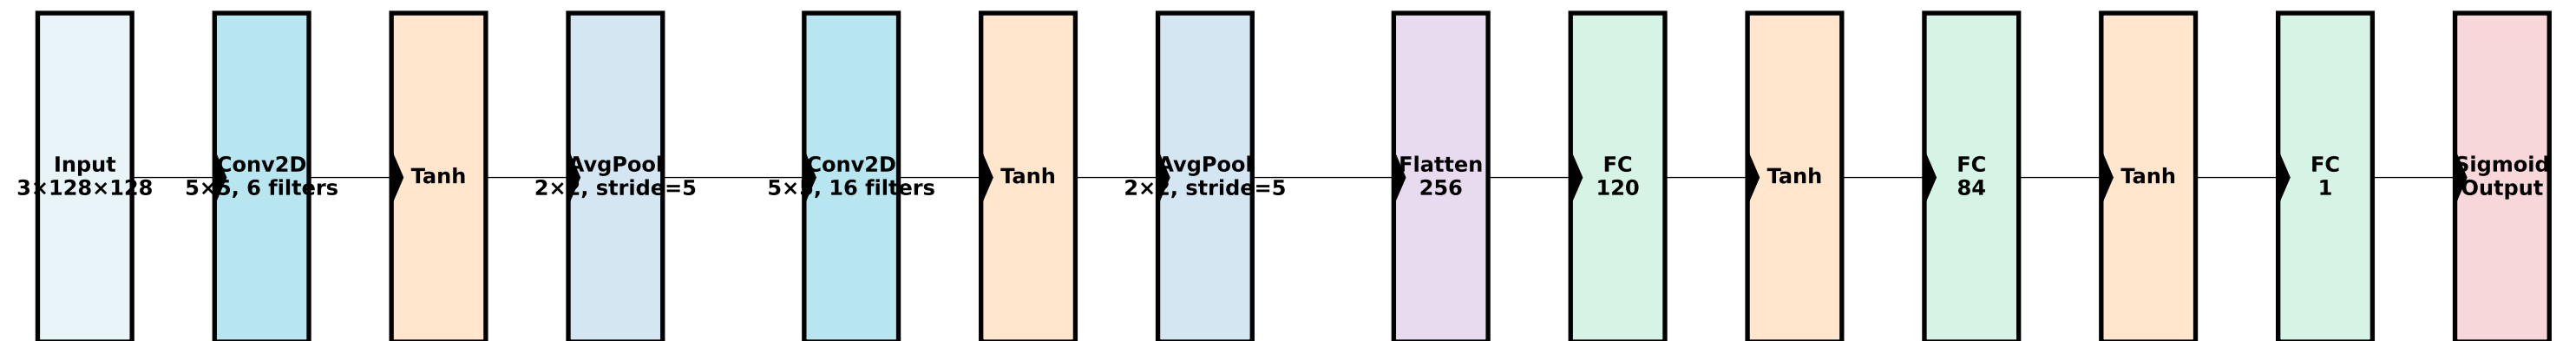 Input
3×128×128
Conv2D
5×5, 6 filters
Tanh
AvgPool
2×2, stride=5
Conv2D
5×5, 16 filters
Tanh
AvgPool
2×2, stride=5
Flatten
256
FC
120
Tanh
FC
84
Tanh
FC
1
Sigmoid
Output